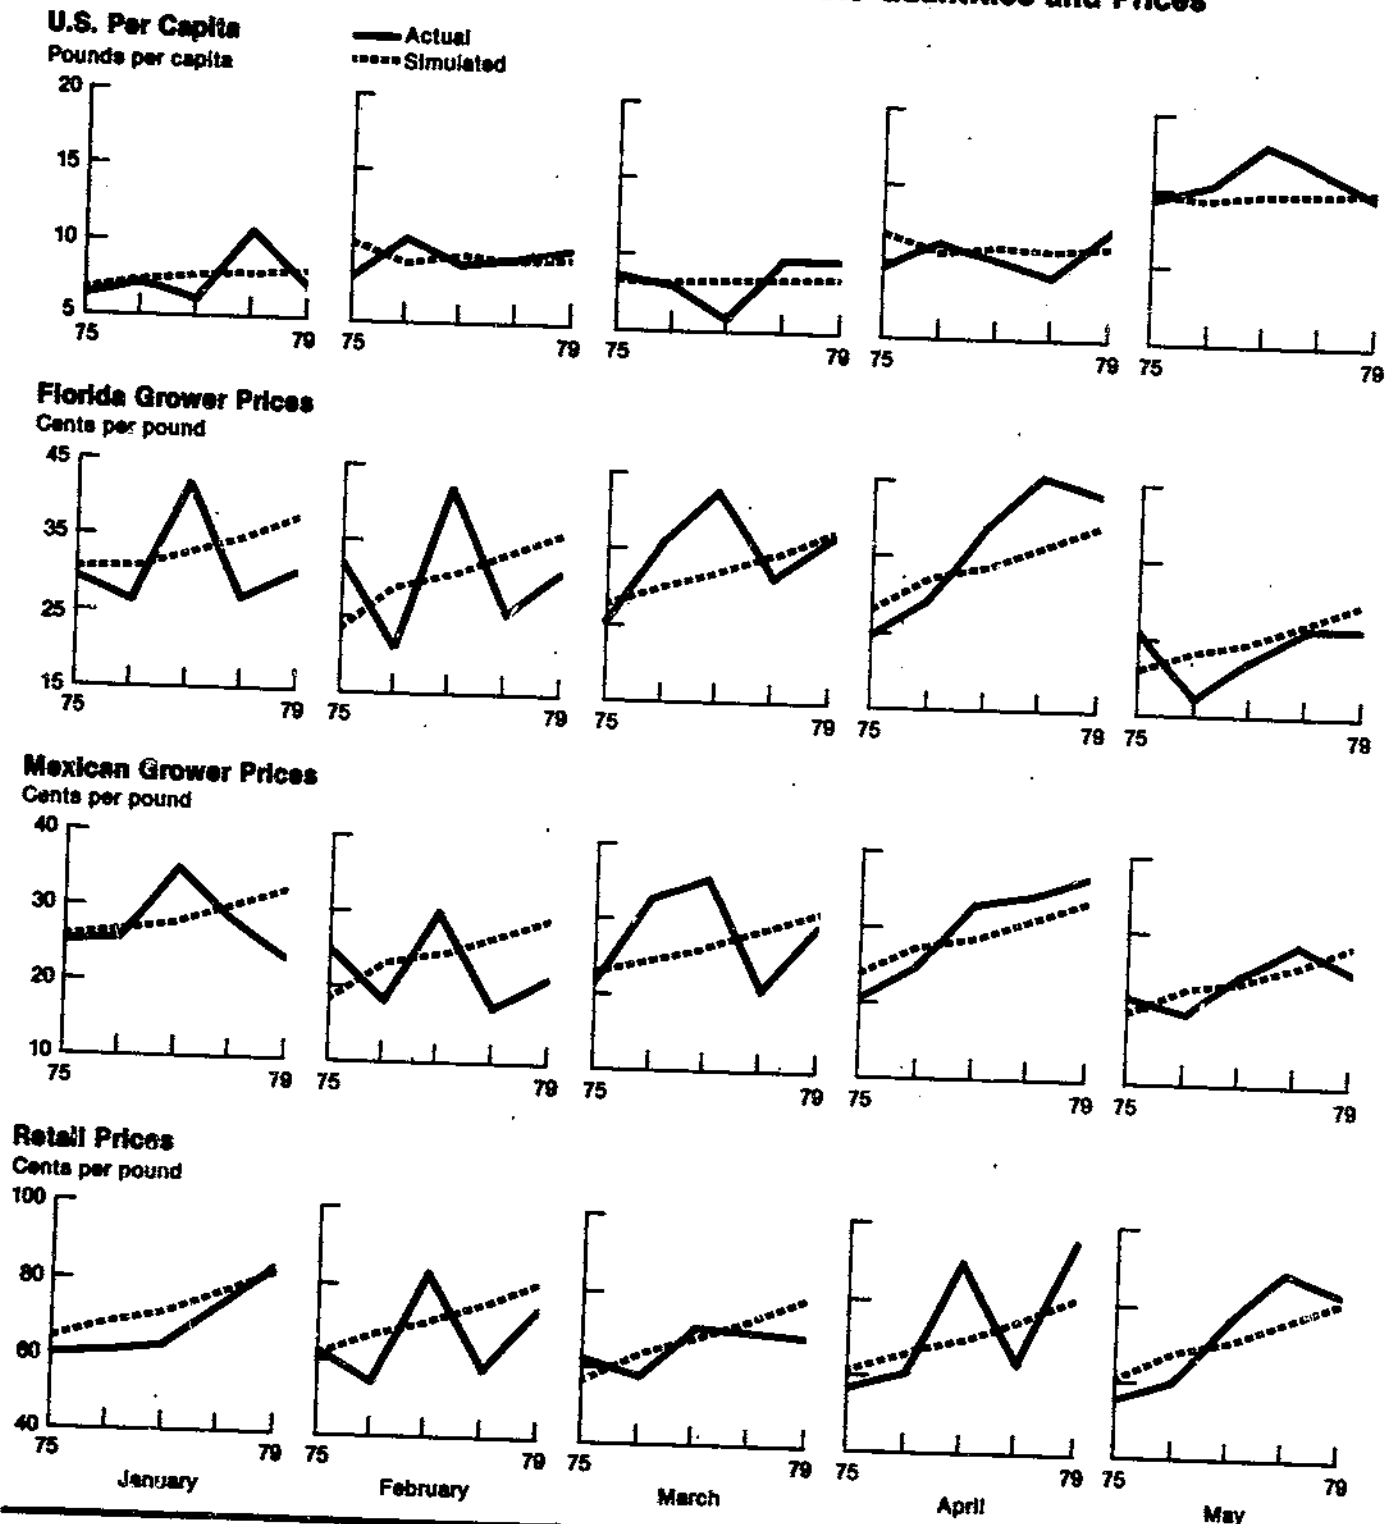 and Prices
U.S. Per Capita
Pounds per capita
Actual
Simulated
20
15
10
5
75 79 75 79 75 79 75 79 75 79
Florida Grower Prices
Cents per pound
45
35
25
15
75 79 75 79 75 79 75 79 75 79
Mexican Grower Prices
Cents per pound
40
30
20
10
75 79 75 79 75 79 75 79 75 79
Retail Prices
Cents per pound
100
80
60
40
75 79 75 79 75 79 75 79 75 79
January February March April May